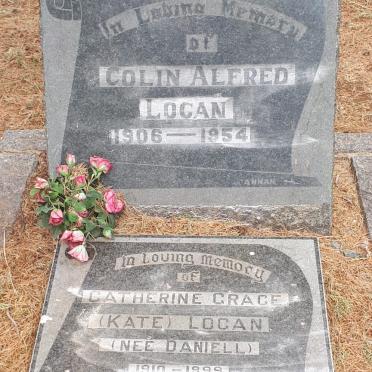 In Loving Memory
of
COLIN ALFRED
LOGAN
1906 — 1954
In Loving Memory
of
CATHERINE GRACE
(KATE) LOGAN
(NEÉ DANIELL)